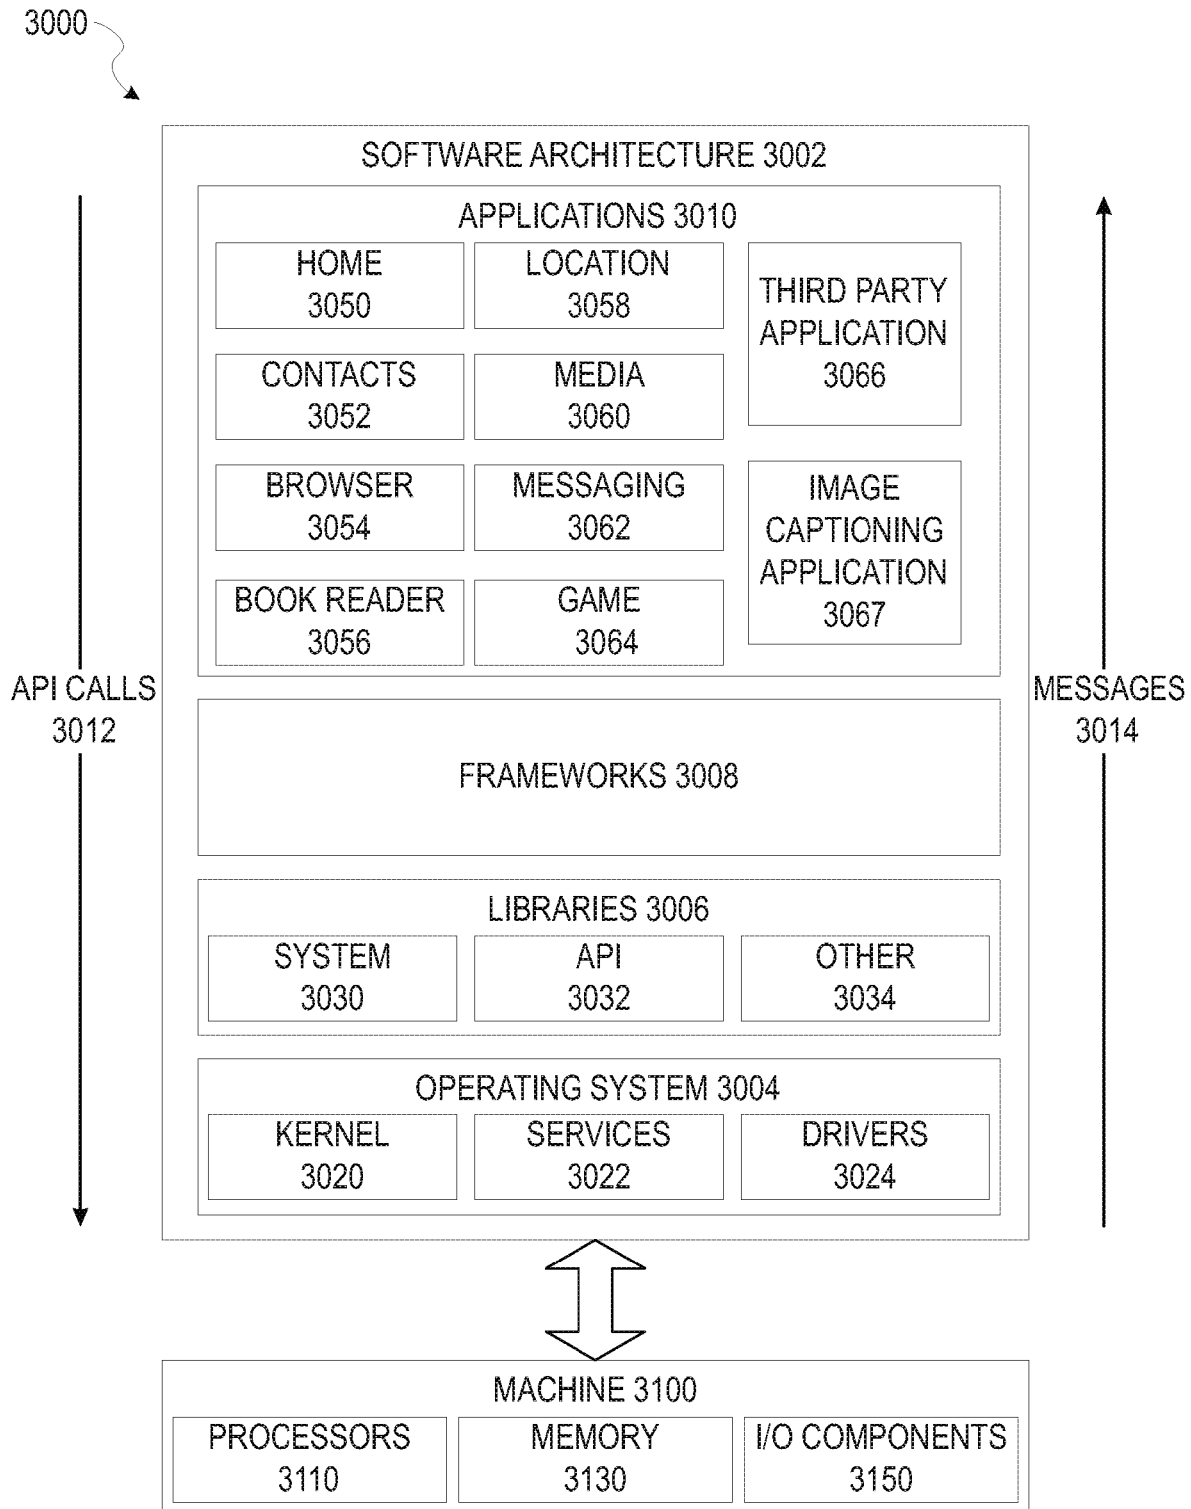 3000
SOFTWARE ARCHITECTURE 3002
APPLICATIONS 3010
HOME
3050
LOCATION
3058
THIRD PARTY
APPLICATION
3066
CONTACTS
3052
MEDIA
3060
BROWSER
3054
MESSAGING
3062
IMAGE
CAPTIONING
APPLICATION
3067
BOOK READER
3056
GAME
3064
API CALLS
3012
MESSAGES
3014
FRAMEWORKS 3008
LIBRARIES 3006
SYSTEM
3030
API
3032
OTHER
3034
OPERATING SYSTEM 3004
KERNEL
3020
SERVICES
3022
DRIVERS
3024
MACHINE 3100
PROCESSORS
3110
MEMORY
3130
I/O COMPONENTS
3150